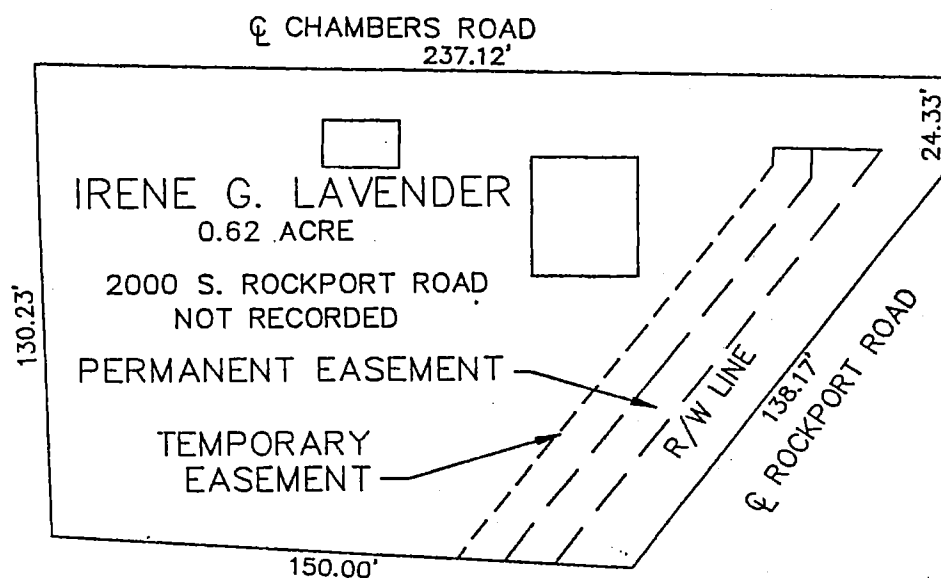 ℄ CHAMBERS ROAD
237.12'
24.33'
IRENE G. LAVENDER
0.62 ACRE
2000 S. ROCKPORT ROAD
NOT RECORDED
130.23'
PERMANENT EASEMENT
R/W LINE
138.17'
℄ ROCKPORT ROAD
TEMPORARY
EASEMENT
150.00'